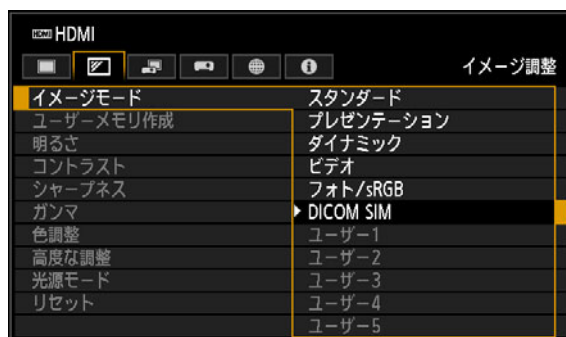 HDMI HDMI
イメージ調整
イメージモード スタンダード
ユーザーメモリ作成 プレゼンテーション
明るさ ダイナミック
コントラスト ビデオ
シャープネス フォト/sRGB
ガンマ DICOM SIM
色調整 ユーザー1
高度な調整 ユーザー2
光源モード ユーザー3
リセット ユーザー4
ユーザー5